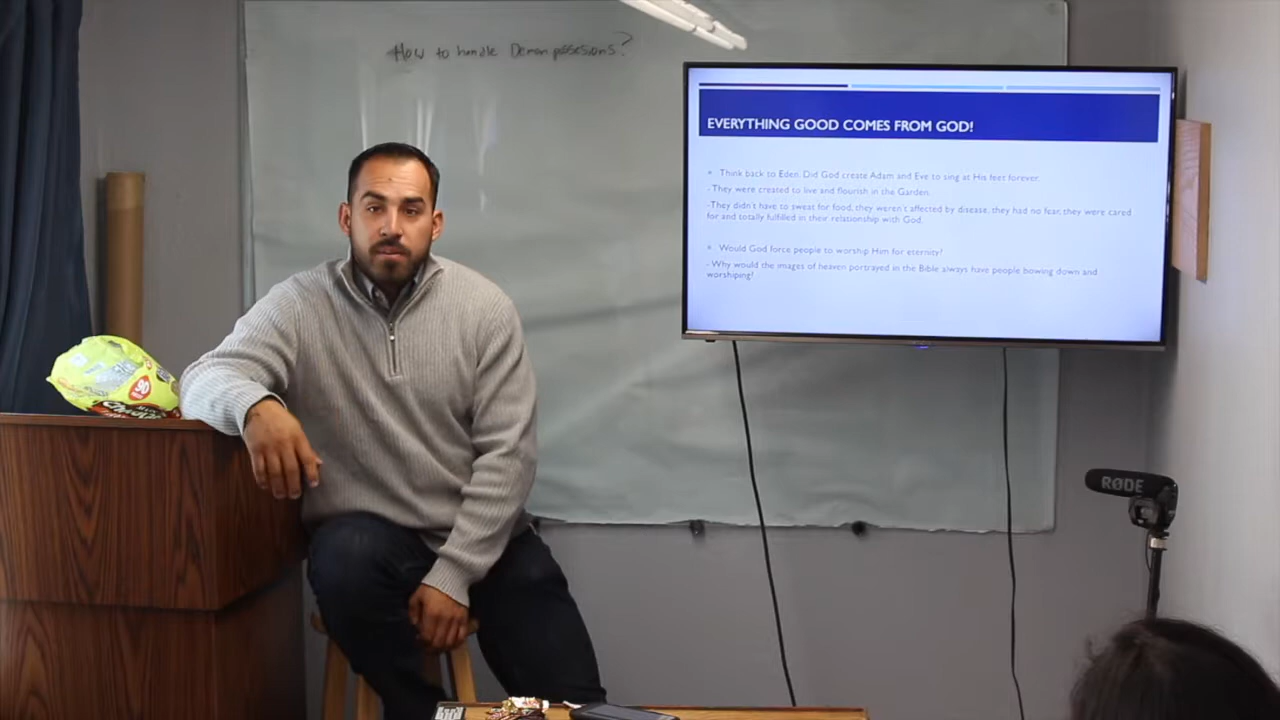 How to handle Demon possesions?
EVERYTHING GOOD COMES FROM GOD!
Think back to Eden. Did God create Adam and Eve to sing at His feet forever.
- They were created to live and flourish in the Garden.
-They didn't have to sweat for food, they weren't affected by disease, they had no fear, they were cared
for and totally fulfilled in their relationship with God.
Would God force people to worship Him for eternity?
- Why would the images of heaven portrayed in the Bible always have people bowing down and
worshiping?
90
RØDE